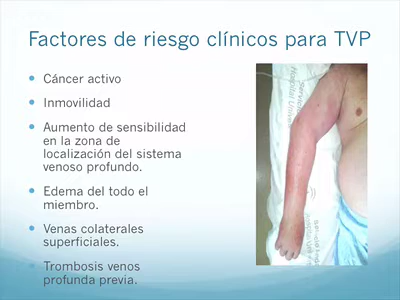 Factores de riesgo clínicos para TVP
Cáncer activo
Inmovilidad
Aumento de sensibilidad
en la zona de
localización del sistema
venoso profundo.
Edema del todo el
miembro.
Venas colaterales
superficiales.
Trombosis venos
profunda previa.